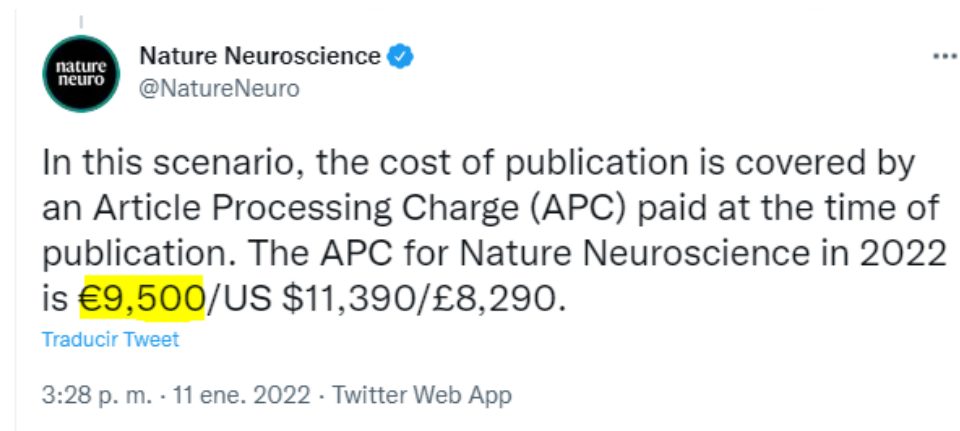 nature
neuro
Nature Neuroscience
@NatureNeuro
In this scenario, the cost of publication is covered by
an Article Processing Charge (APC) paid at the time of
publication. The APC for Nature Neuroscience in 2022
is €9,500/US $11,390/£8,290.
Traducir Tweet
3:28 p. m. · 11 ene. 2022 · Twitter Web App